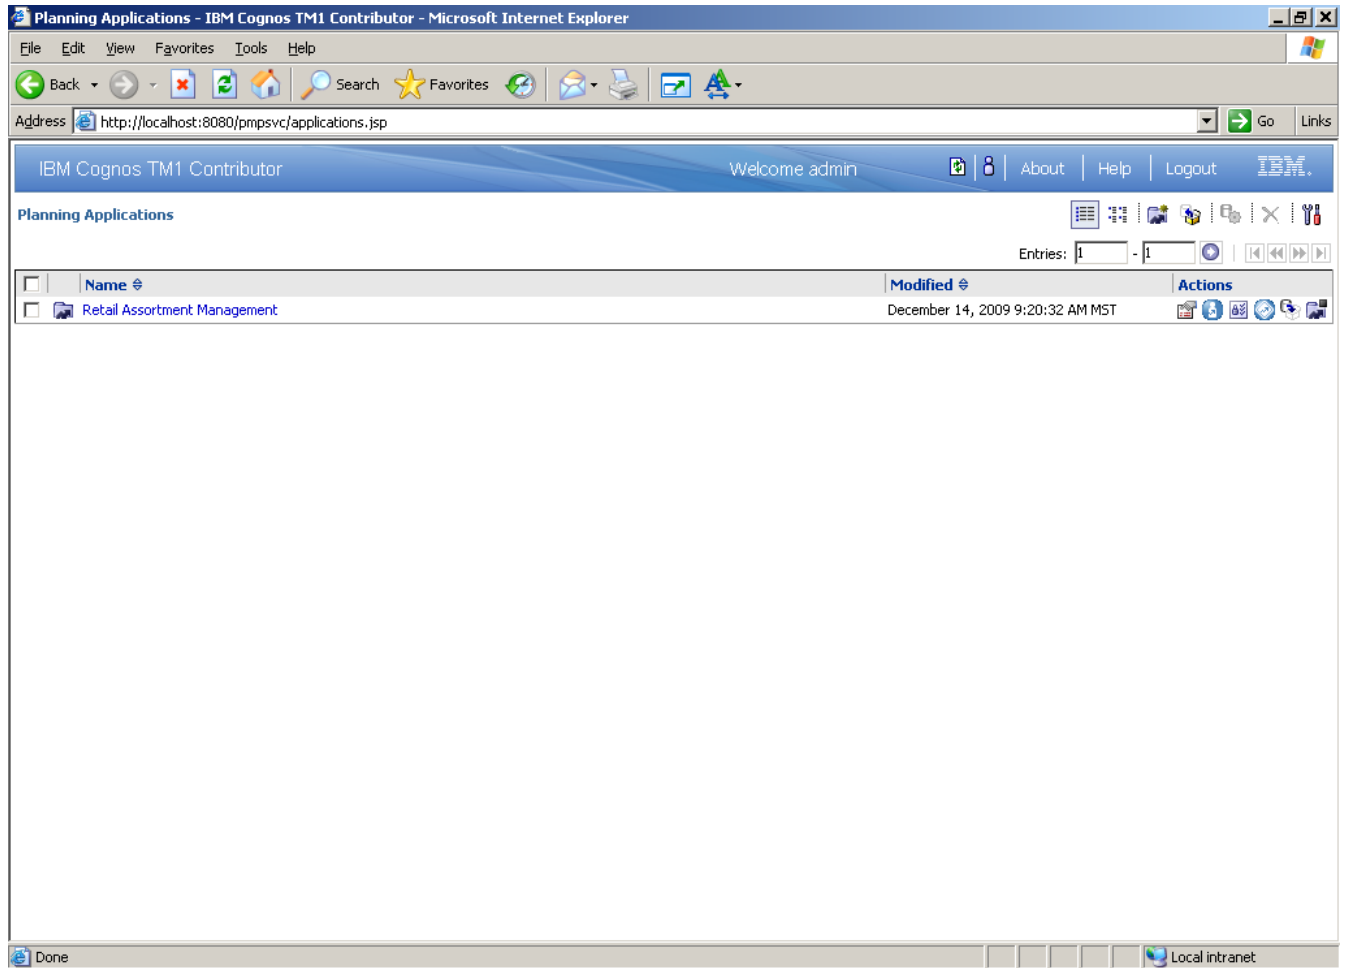 Planning Applications - IBM Cognos TM1 Contributor - Microsoft Internet Explorer
File Edit View Favorites Tools Help
Back Search Favorites
Address http://localhost:8080/pmpsvc/applications.jsp Go Links
IBM Cognos TM1 Contributor Welcome admin About Help Logout IBM.
Planning Applications
Entries: 1 - 1
Name Modified Actions
Retail Assortment Management December 14, 2009 9:20:32 AM MST
Done Local intranet